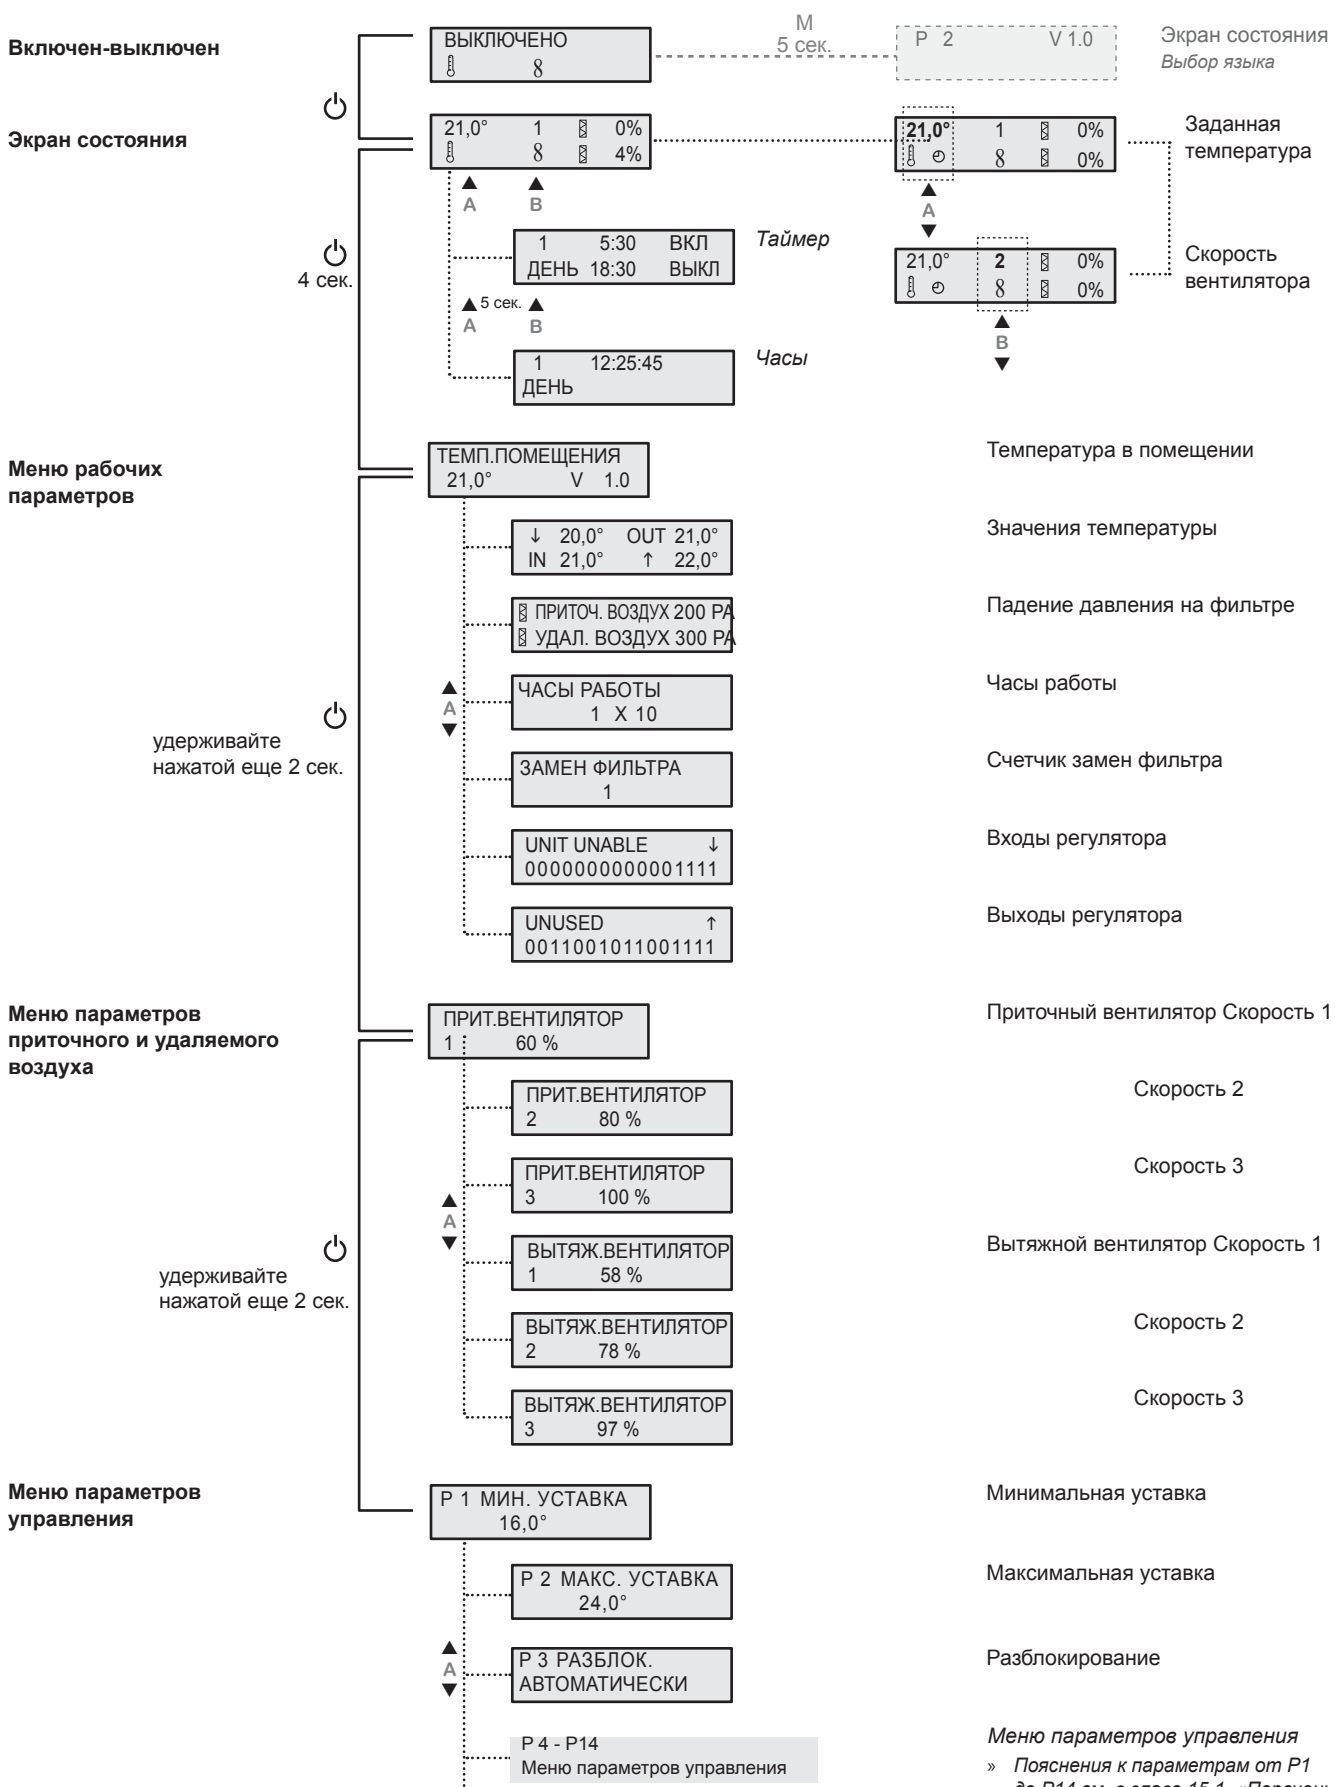 Включен-выключен
ВЫКЛЮЧЕНО
8
M
5 сек.
P 2 V 1.0
Экран состояния
Выбор языка
Экран состояния
21,0° 1 0%
8 4%
A B
21,0° 1 0%
8 0%
Заданная
температура
A
4 сек.
1 5:30 ВКЛ
ДЕНЬ 18:30 ВЫКЛ
Таймер
21,0° 2 0%
8 0%
Скорость
вентилятора
B
5 сек.
A B
1 12:25:45
ДЕНЬ
Часы
Меню рабочих
параметров
ТЕМП.ПОМЕЩЕНИЯ
21,0° V 1.0
Температура в помещении
↓ 20,0° OUT 21,0°
IN 21,0° ↑ 22,0°
Значения температуры
ПРИТОЧ. ВОЗДУХ 200 PA
УДАЛ. ВОЗДУХ 300 PA
Падение давления на фильтре
A
ЧАСЫ РАБОТЫ
1 X 10
Часы работы
удерживайте
нажатой еще 2 сек.
ЗАМЕН ФИЛЬТРА
1
Счетчик замен фильтра
UNIT UNABLE ↓
0000000000001111
Входы регулятора
UNUSED ↑
0011001011001111
Выходы регулятора
Меню параметров
приточного и удаляемого
воздуха
ПРИТ.ВЕНТИЛЯТОР
1 60 %
Приточный вентилятор Скорость 1
ПРИТ.ВЕНТИЛЯТОР
2 80 %
Скорость 2
ПРИТ.ВЕНТИЛЯТОР
3 100 %
Скорость 3
A
ВЫТЯЖ.ВЕНТИЛЯТОР
1 58 %
Вытяжной вентилятор Скорость 1
удерживайте
нажатой еще 2 сек.
ВЫТЯЖ.ВЕНТИЛЯТОР
2 78 %
Скорость 2
ВЫТЯЖ.ВЕНТИЛЯТОР
3 97 %
Скорость 3
Меню параметров
управления
P 1 МИН. УСТАВКА
16,0°
Минимальная уставка
P 2 МАКС. УСТАВКА
24,0°
Максимальная уставка
A
P 3 РАЗБЛОК.
АВТОМАТИЧЕСКИ
Разблокирование
P 4 - P14
Меню параметров управления
Меню параметров управления
» Пояснения к параметрам от P1